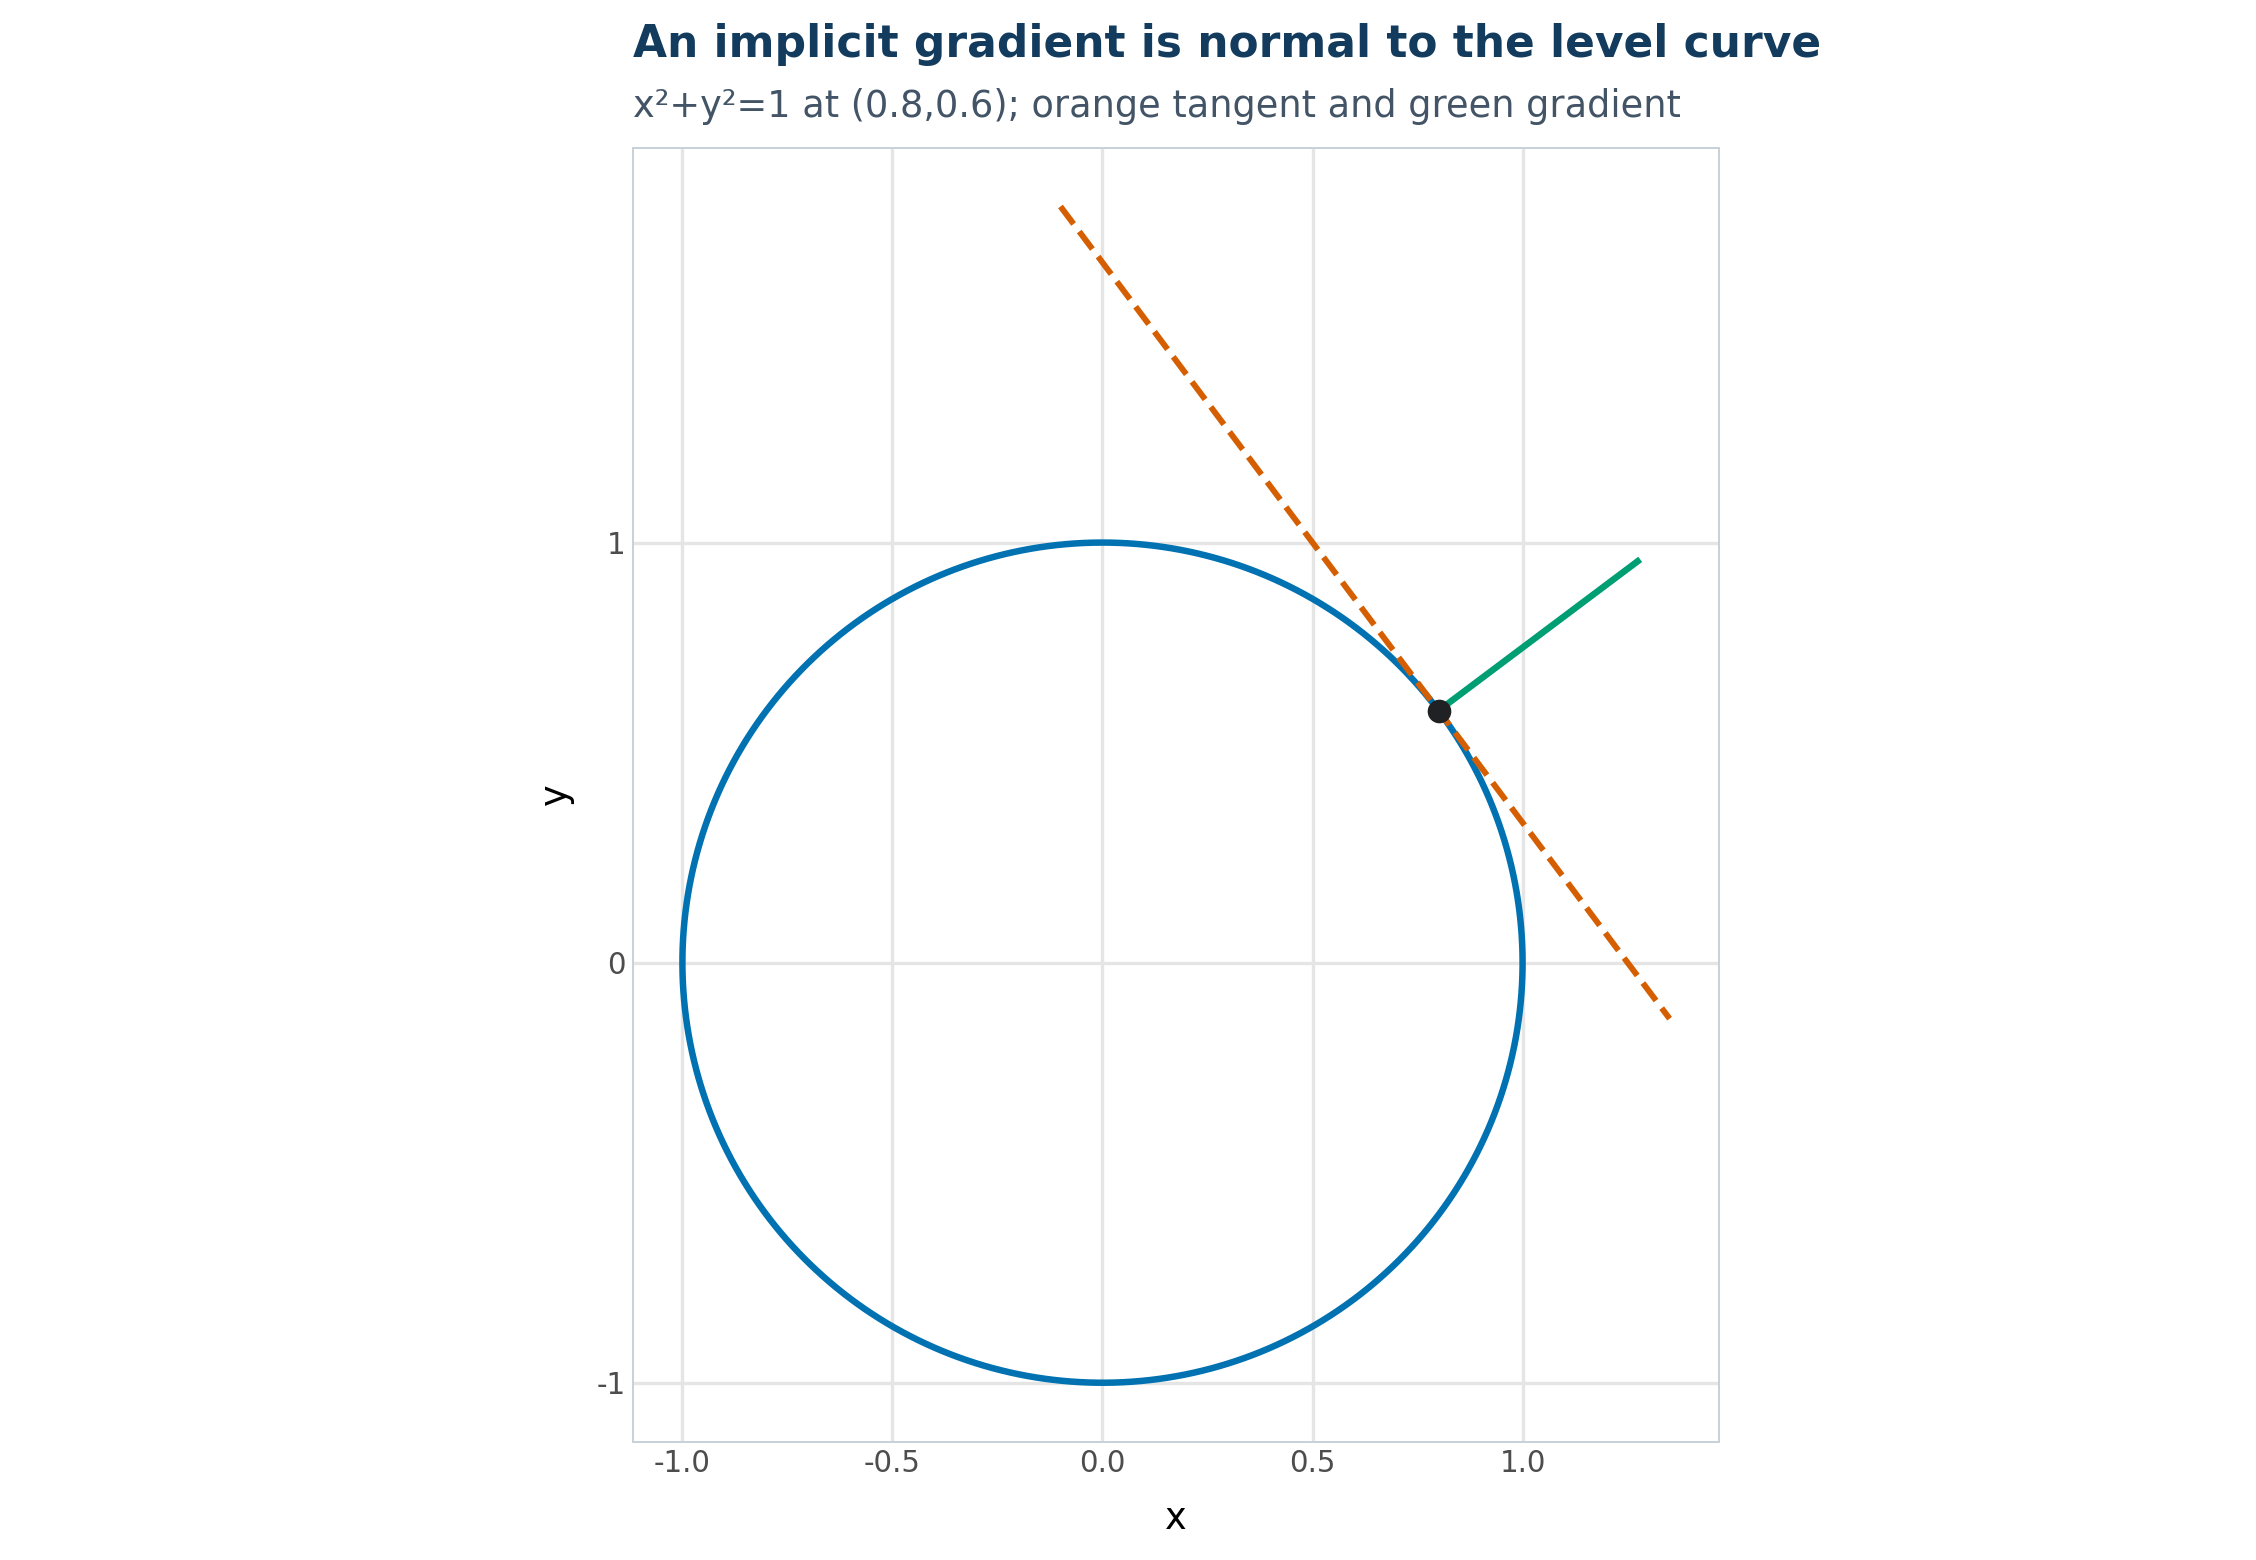 An implicit gradient is normal to the level curve
x²+y²=1 at (0.8,0.6); orange tangent and green gradient
1
y
0
-1
-1.0 -0.5 0.0 0.5 1.0
x